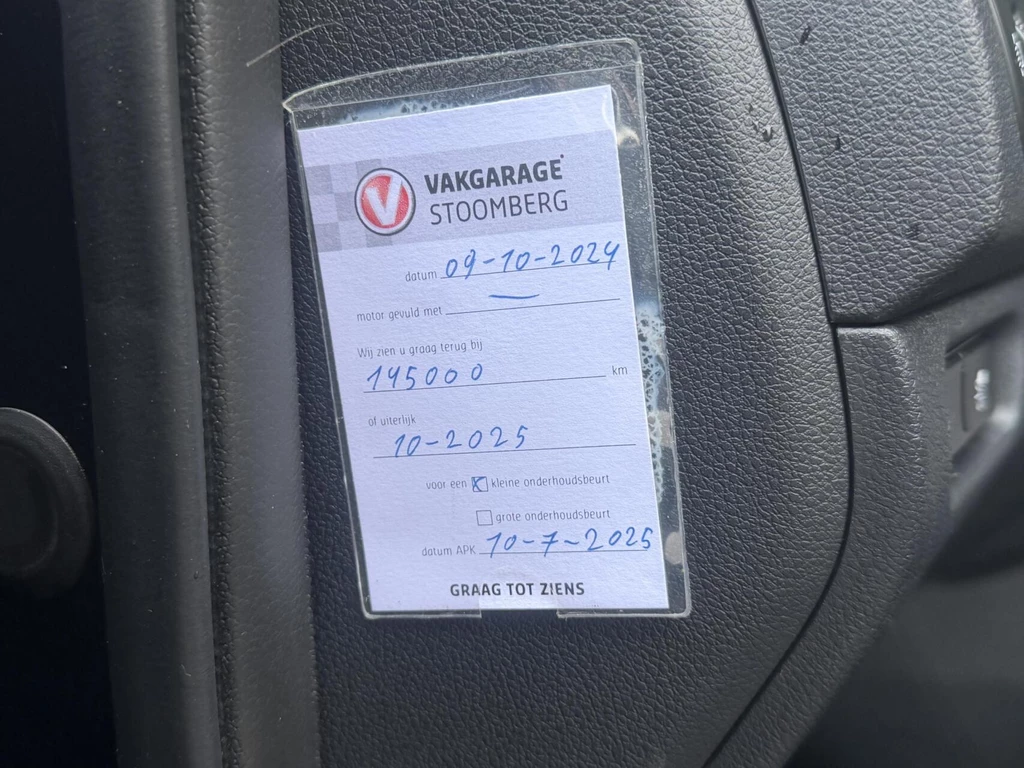 V VAKGARAGE
STOOMBERG
datum 09-10-2024
motor gevuld met —
Wij zien u graag terug bij
145000 km
of uiterlijk
10-2025
voor een ☒ kleine onderhoudsbeurt
☐ grote onderhoudsbeurt
datum APK 10-7-2025
GRAAG TOT ZIENS